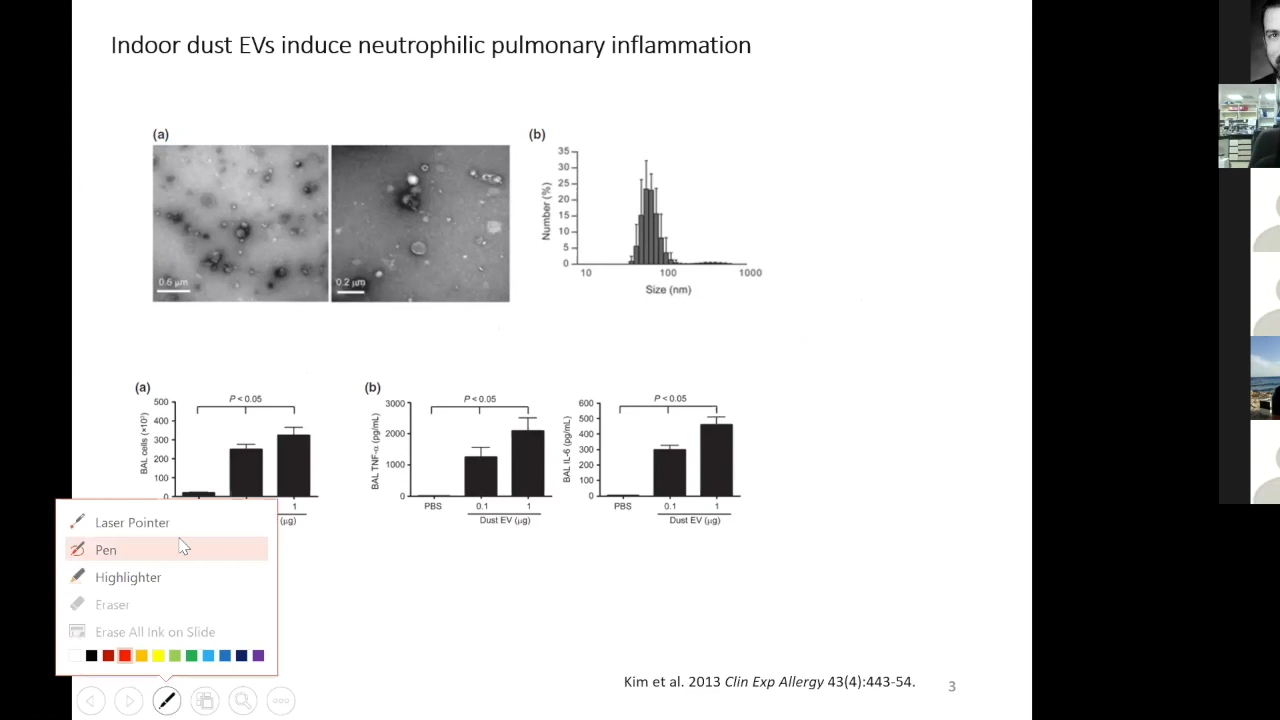 Indoor dust EVs induce neutrophilic pulmonary inflammation
(a)
0.6 µm
0.2 µm
(b)
Number (%)
35
30
25
20
15
10
5
0
10 100 1000
Size (nm)
(a)
BAL cells (×10³)
500
400
300
200
100
0
P < 0.05
1
(µg)
(b)
BAL TNF-α (pg/mL)
3000
2000
1000
0
P < 0.05
PBS 0.1 1
Dust EV (µg)
BAL IL-6 (pg/mL)
600
500
400
300
200
100
0
P < 0.05
PBS 0.1 1
Dust EV (µg)
Laser Pointer
Pen
Highlighter
Eraser
Erase All Ink on Slide
Kim et al. 2013 Clin Exp Allergy 43(4):443-54.
3